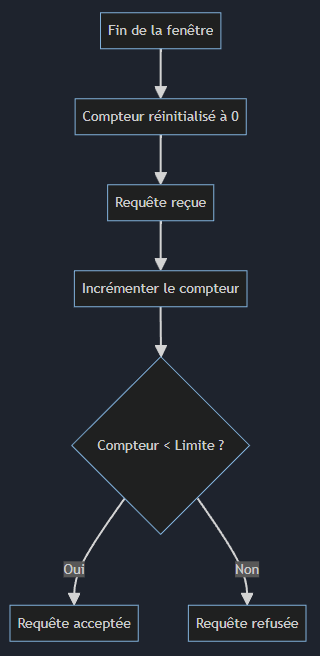 Fin de la fenêtre
Compteur réinitialisé à 0
Requête reçue
Incrémenter le compteur
Compteur < Limite ?
Oui
Non
Requête acceptée
Requête refusée